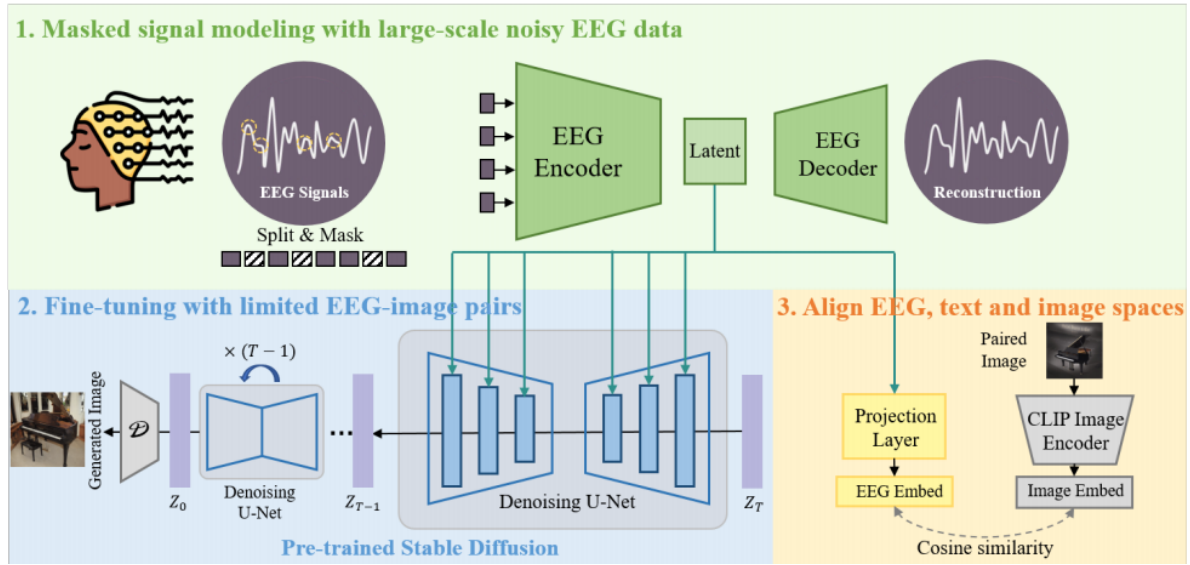 1. Masked signal modeling with large-scale noisy EEG data
EEG Signals
Split & Mask
EEG
Encoder
Latent
EEG
Decoder
Reconstruction
2. Fine-tuning with limited EEG-image pairs
× (T − 1)
Generated Image
𝒟
Z₀
Denoising
U-Net
...
Z_{T−1}
Denoising U-Net
Z_T
Pre-trained Stable Diffusion
3. Align EEG, text and image spaces
Paired
Image
Projection
Layer
CLIP Image
Encoder
EEG Embed
Image Embed
Cosine similarity